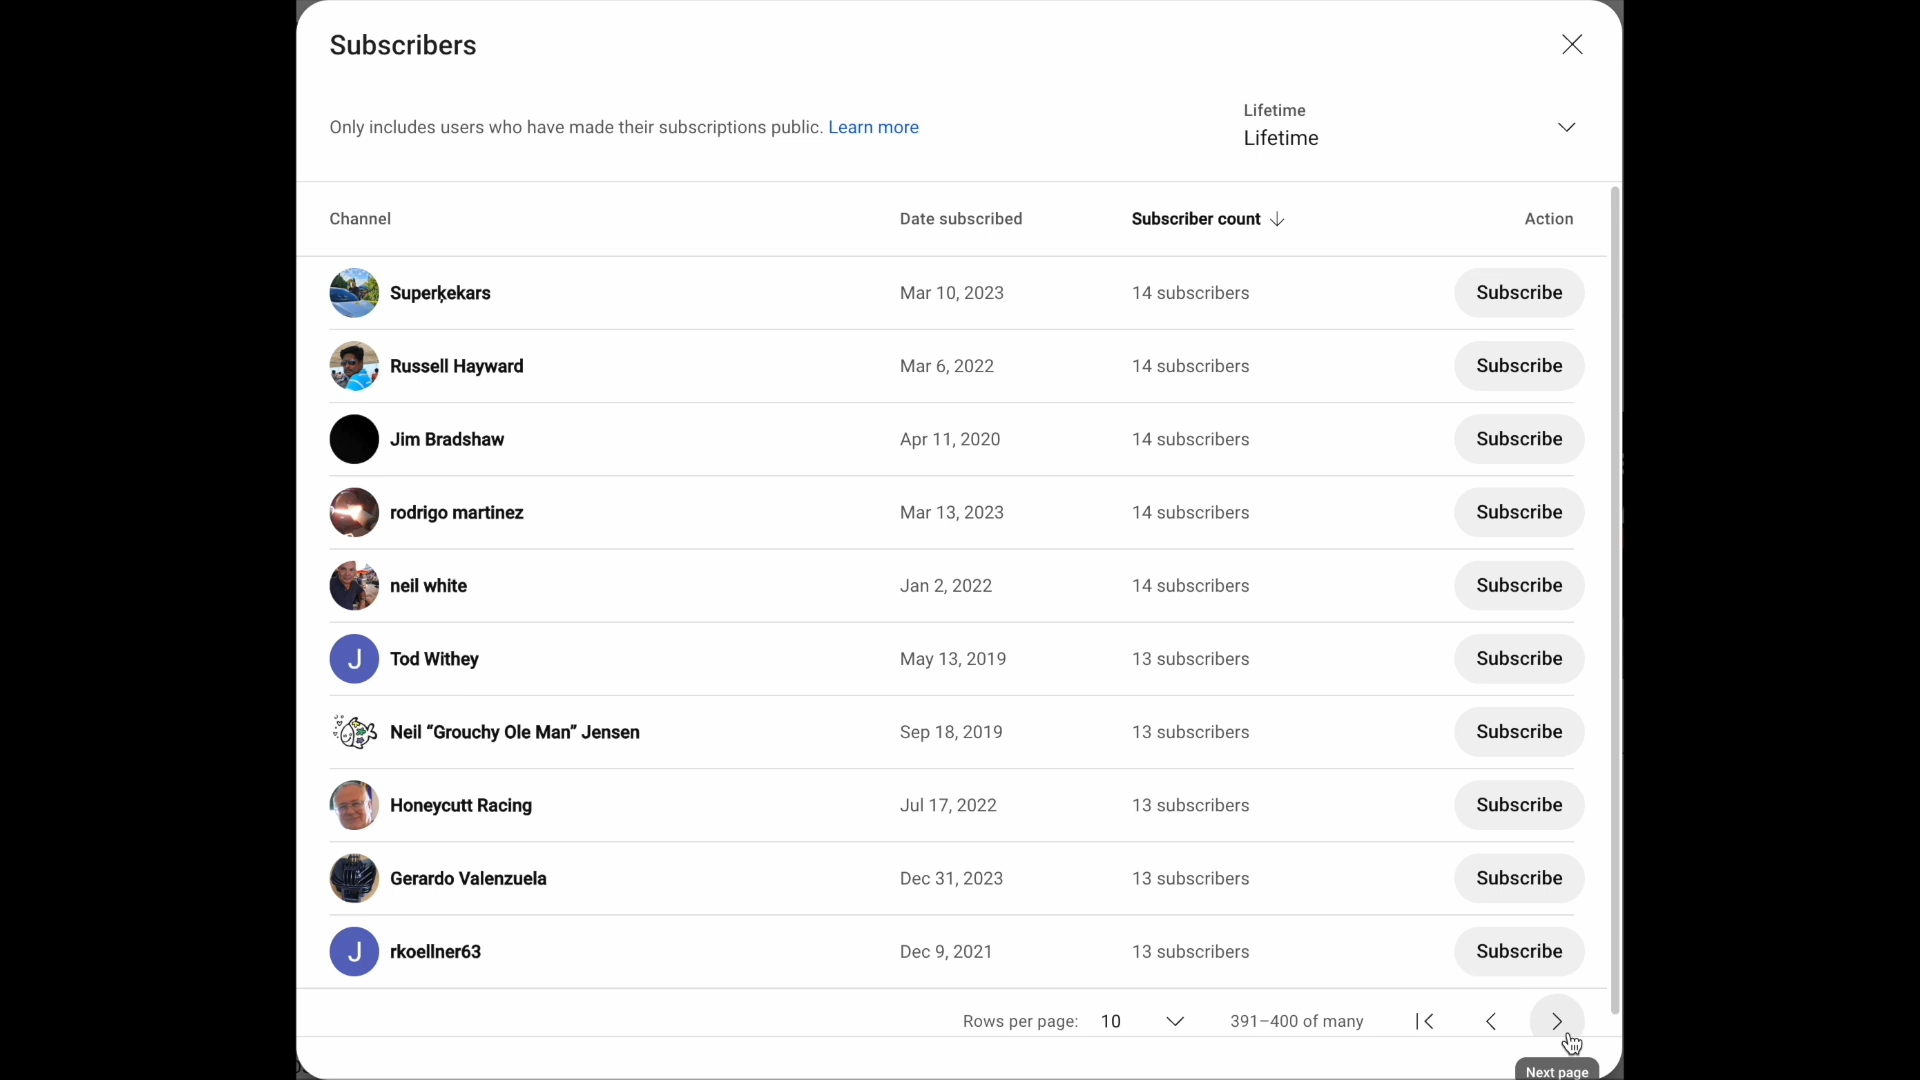 Subscribers
Only includes users who have made their subscriptions public. Learn more
Lifetime
Lifetime
Channel Date subscribed Subscriber count Action
Superķekars Mar 10, 2023 14 subscribers Subscribe
Russell Hayward Mar 6, 2022 14 subscribers Subscribe
Jim Bradshaw Apr 11, 2020 14 subscribers Subscribe
rodrigo martinez Mar 13, 2023 14 subscribers Subscribe
neil white Jan 2, 2022 14 subscribers Subscribe
J Tod Withey May 13, 2019 13 subscribers Subscribe
Neil “Grouchy Ole Man” Jensen Sep 18, 2019 13 subscribers Subscribe
Honeycutt Racing Jul 17, 2022 13 subscribers Subscribe
Gerardo Valenzuela Dec 31, 2023 13 subscribers Subscribe
J rkoellner63 Dec 9, 2021 13 subscribers Subscribe
Rows per page: 10 391–400 of many
Next page